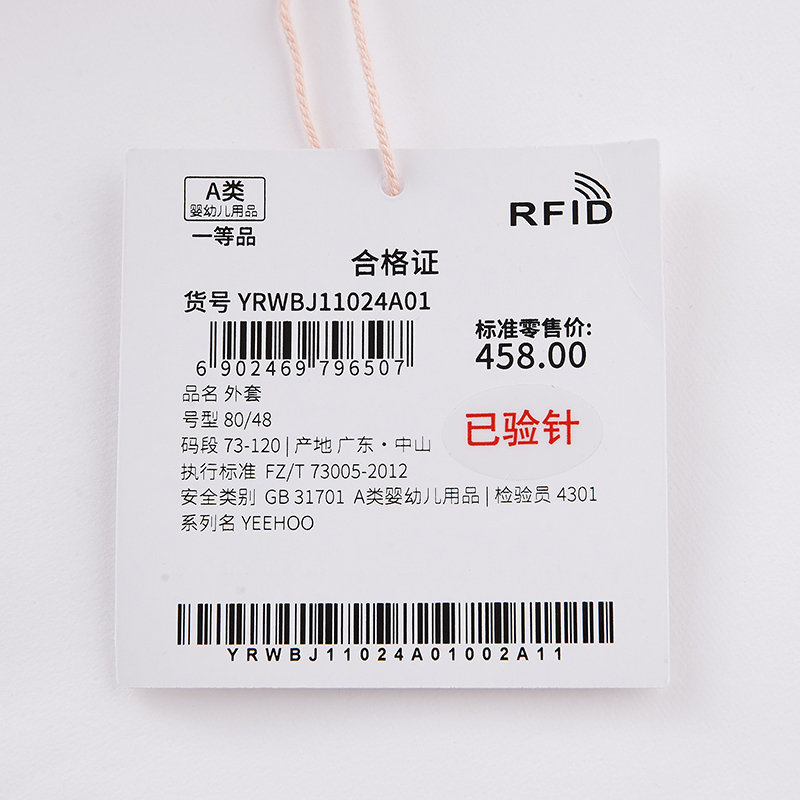 A类
婴幼儿用品
一等品
RFID
合格证
货号 YRWBJ11024A01
6 902469 796507
标准零售价:
458.00
品名 外套
号型 80/48
码段 73-120 | 产地 广东·中山
已验针
执行标准 FZ/T 73005-2012
安全类别 GB 31701 A类婴幼儿用品 | 检验员 4301
系列名 YEEHOO
YRWBJ11024A01002A11